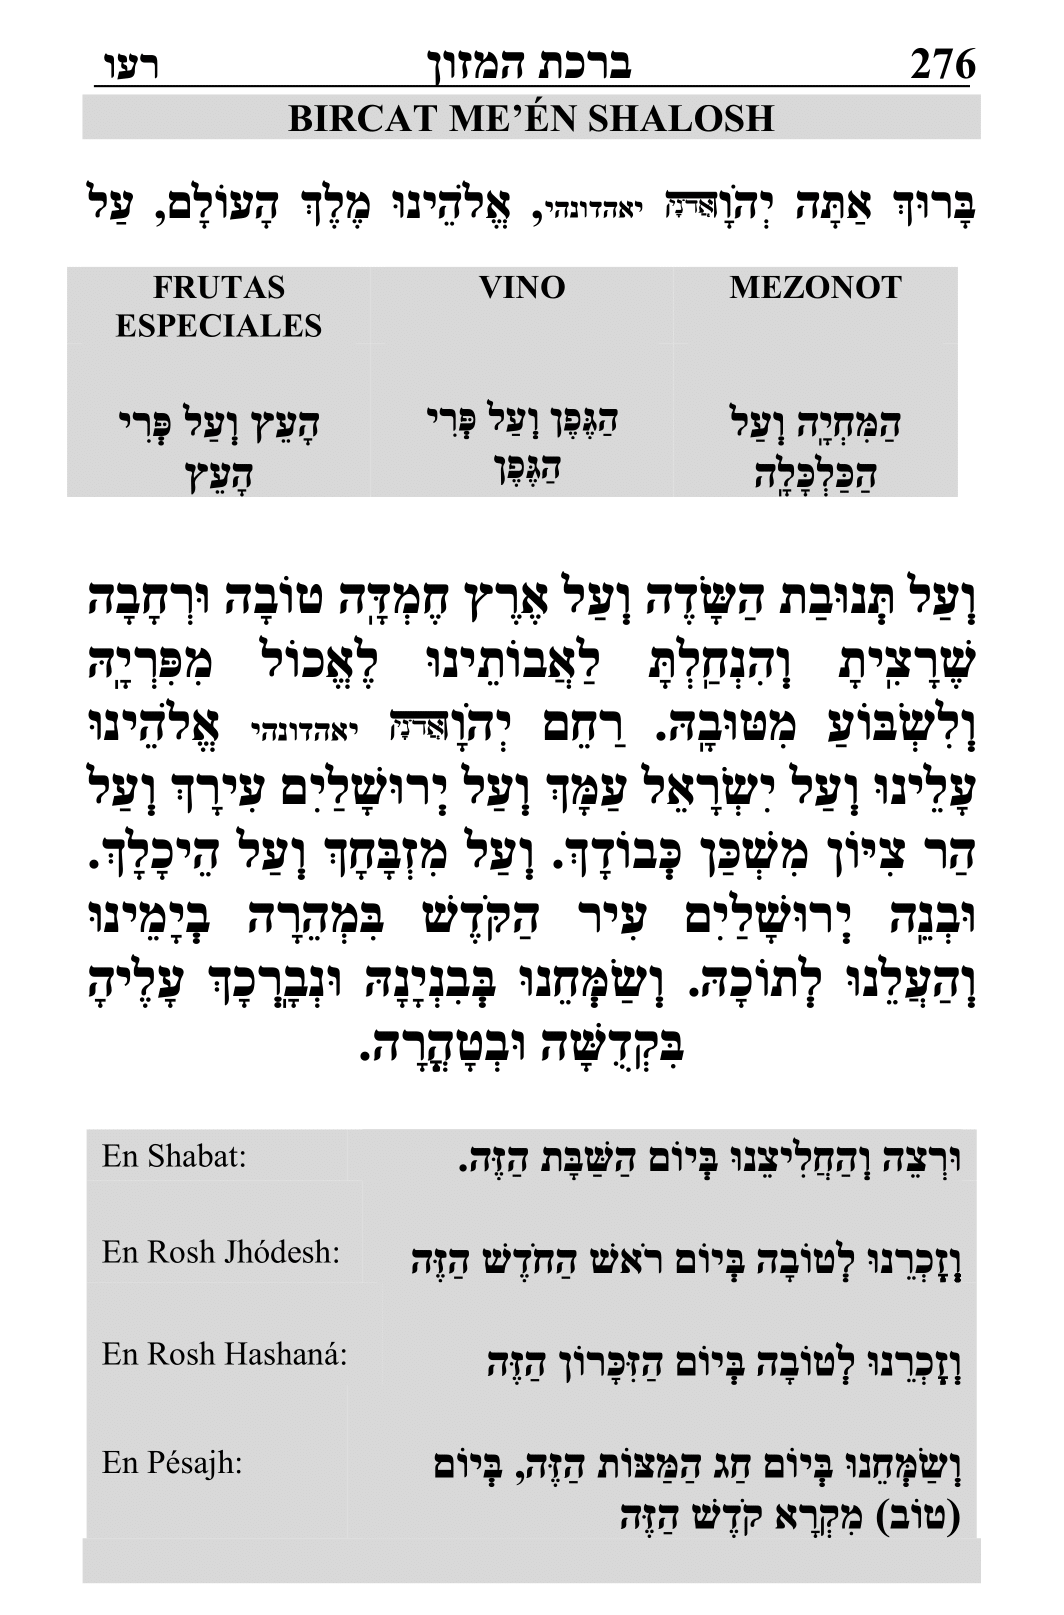 276 ברכת המזון רעו
BIRCAT ME’ÉN SHALOSH
בָּרוּךְ אַתָּה יְהֹוָאֲדֹנָי יאהדונהי, אֱלֹהֵינוּ מֶלֶךְ הָעוֹלָם, עַל
FRUTAS
ESPECIALES
הָעֵץ וְעַל פְּרִי
הָעֵץ
VINO
הַגֶּפֶן וְעַל פְּרִי
הַגֶּפֶן
MEZONOT
הַמִּחְיָה וְעַל
הַכַּלְכָּלָה
וְעַל תְּנוּבַת הַשָּׂדֶה וְעַל אֶרֶץ חֶמְדָּה טוֹבָה וּרְחָבָה
שֶׁרָצִיתָ וְהִנְחַלְתָּ לַאֲבוֹתֵינוּ לֶאֱכוֹל מִפִּרְיָהּ
וְלִשְׂבּוֹעַ מִטּוּבָהּ. רַחֵם יְהֹוָאֲדֹנָי יאהדונהי אֱלֹהֵינוּ
עָלֵינוּ וְעַל יִשְׂרָאֵל עַמָּךְ וְעַל יְרוּשָׁלַיִם עִירָךְ וְעַל
הַר צִיּוֹן מִשְׁכַּן כְּבוֹדָךְ. וְעַל מִזְבָּחָךְ וְעַל הֵיכָלָךְ.
וּבְנֵה יְרוּשָׁלַיִם עִיר הַקֹּדֶשׁ בִּמְהֵרָה בְיָמֵינוּ
וְהַעֲלֵנוּ לְתוֹכָהּ. וְשַׂמְּחֵנוּ בְּבִנְיָנָהּ וּנְבָרְכָךְ עָלֶיהָ
בִּקְדֻשָּׁה וּבְטָהֳרָה.
En Shabat: וּרְצֵה וְהַחֲלִיצֵנוּ בְּיוֹם הַשַּׁבָּת הַזֶּה.
En Rosh Jhódesh: וְזָכְרֵנוּ לְטוֹבָה בְּיוֹם רֹאשׁ הַחֹדֶשׁ הַזֶּה
En Rosh Hashaná: וְזָכְרֵנוּ לְטוֹבָה בְּיוֹם הַזִּכָּרוֹן הַזֶּה
En Pésajh: וְשַׂמְּחֵנוּ בְּיוֹם חַג הַמַּצּוֹת הַזֶּה, בְּיוֹם
(טוֹב) מִקְרָא קֹדֶשׁ הַזֶּה